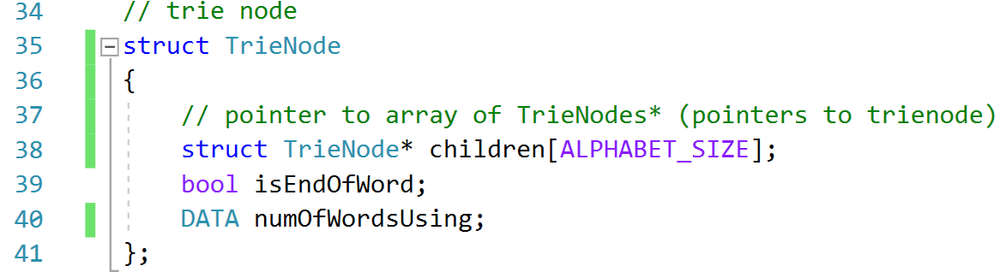 34 // trie node
35 struct TrieNode
36 {
37 // pointer to array of TrieNodes* (pointers to trienode)
38 struct TrieNode* children[ALPHABET_SIZE];
39 bool isEndOfWord;
40 DATA numOfWordsUsing;
41 };